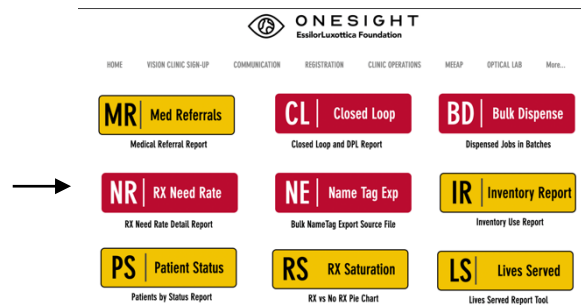 ONESIGHT
EssilorLuxottica Foundation
HOME VISION CLINIC SIGN-UP COMMUNICATION REGISTRATION CLINIC OPERATIONS MEEAP OPTICAL LAB More...
MR Med Referrals CL Closed Loop BD Bulk Dispense
Medical Referral Report Closed Loop and DPL Report Dispensed Jobs in Batches
NR RX Need Rate NE Name Tag Exp IR Inventory Report
RX Need Rate Detail Report Bulk NameTag Export Source File Inventory Use Report
PS Patient Status RS RX Saturation LS Lives Served
Patients by Status Report RX vs No RX Pie Chart Lives Served Report Tool